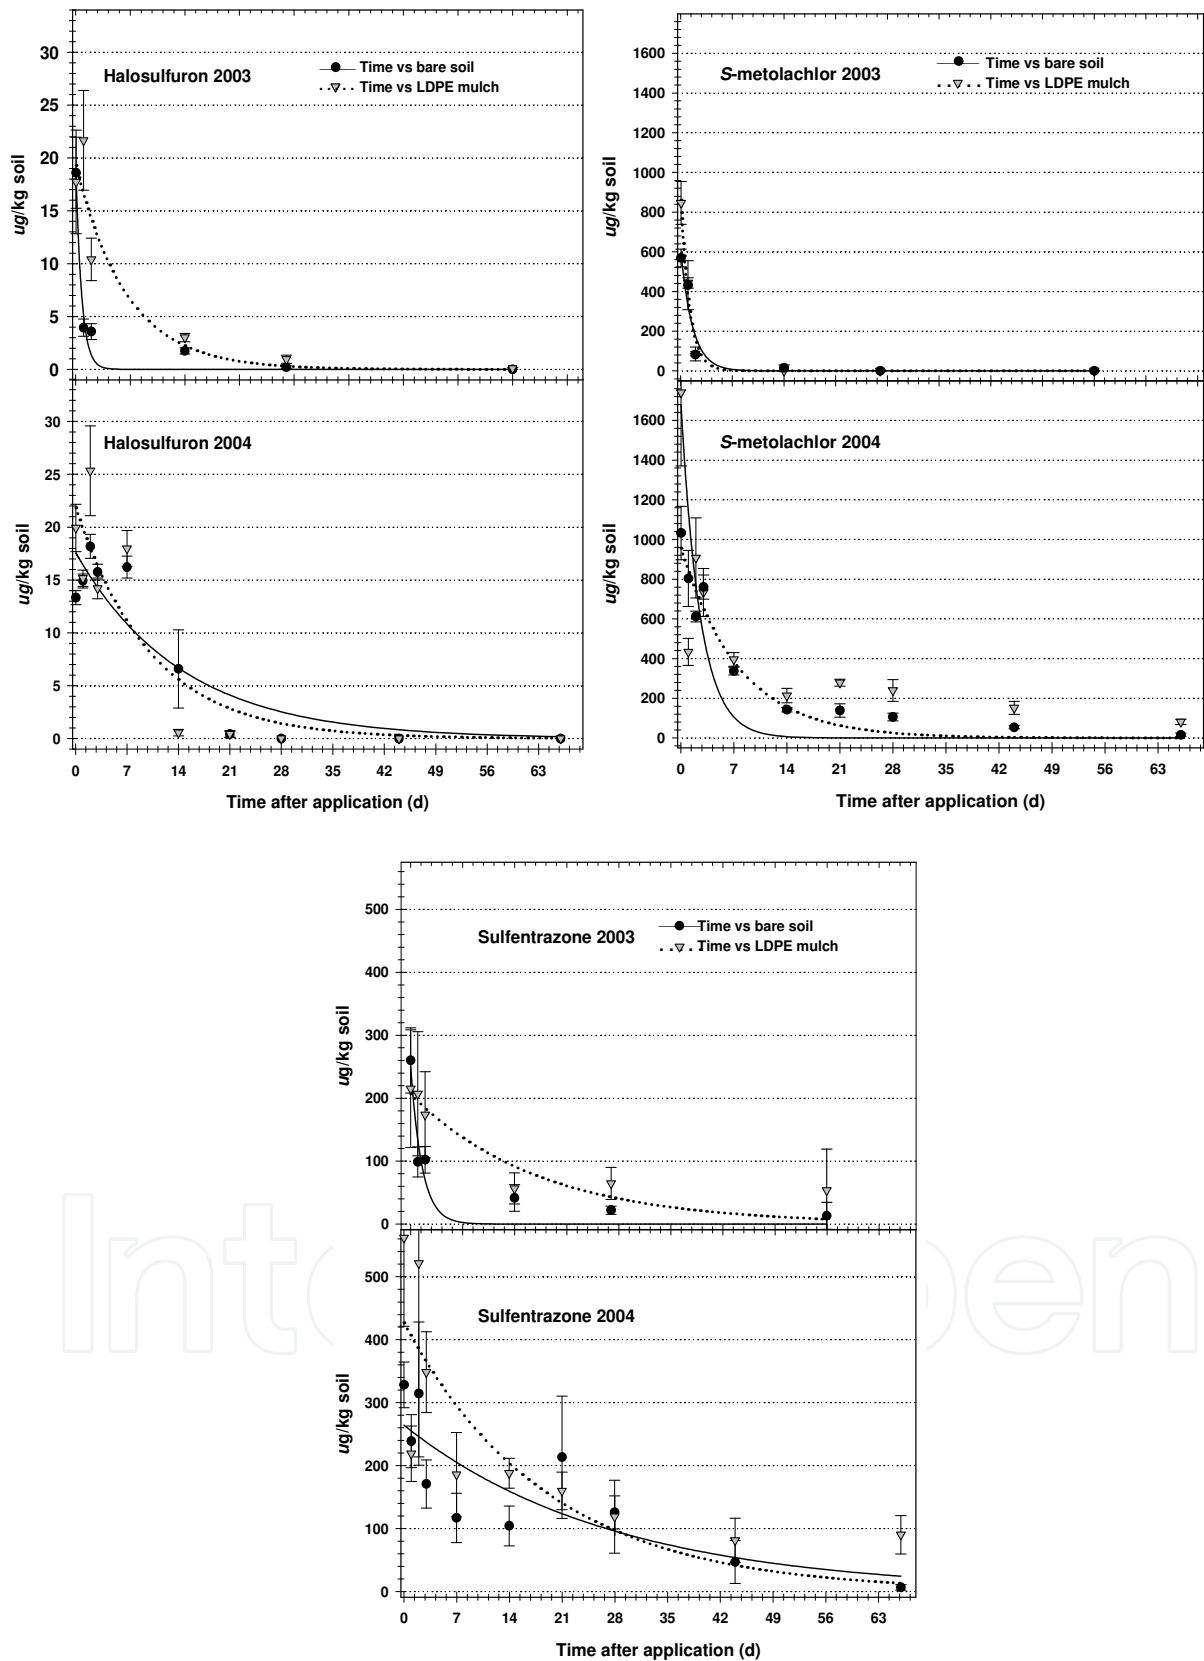 Halosulfuron 2003
Time vs bare soil
Time vs LDPE mulch
ug/kg soil
30
25
20
15
10
5
0
Halosulfuron 2004
ug/kg soil
30
25
20
15
10
5
0
0 7 14 21 28 35 42 49 56 63
Time after application (d)
S-metolachlor 2003
Time vs bare soil
Time vs LDPE mulch
ug/kg soil
1600
1400
1200
1000
800
600
400
200
0
S-metolachlor 2004
ug/kg soil
1600
1400
1200
1000
800
600
400
200
0
0 7 14 21 28 35 42 49 56 63
Time after application (d)
Sulfentrazone 2003
Time vs bare soil
Time vs LDPE mulch
ug/kg soil
500
400
300
200
100
0
Sulfentrazone 2004
ug/kg soil
500
400
300
200
100
0
0 7 14 21 28 35 42 49 56 63
Time after application (d)